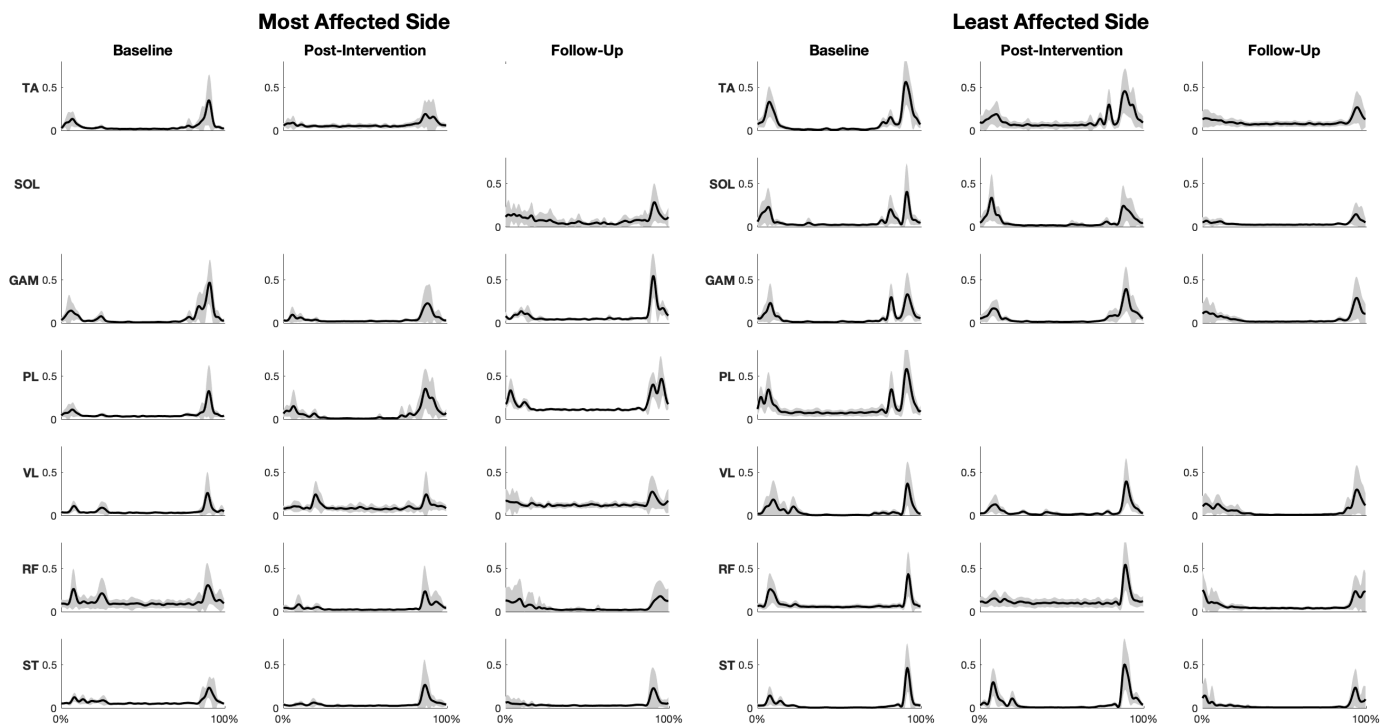 Most Affected Side Least Affected Side
Baseline Post-Intervention Follow-Up Baseline Post-Intervention Follow-Up
TA 0.5 0.5 TA 0.5 0.5 0.5
0 0 0 0 0
SOL 0.5 SOL 0.5 0.5 0.5
0 0 0 0
GAM 0.5 0.5 0.5 GAM 0.5 0.5 0.5
0 0 0 0 0 0
PL 0.5 0.5 0.5 PL 0.5
0 0 0 0
VL 0.5 0.5 0.5 VL 0.5 0.5 0.5
0 0 0 0 0 0
RF 0.5 0.5 0.5 RF 0.5 0.5 0.5
0 0 0 0 0 0
ST 0.5 0.5 0.5 ST 0.5 0.5 0.5
0 0 0 0 0 0
0% 100% 0% 100% 0% 100% 0% 100% 0% 100% 0% 100%